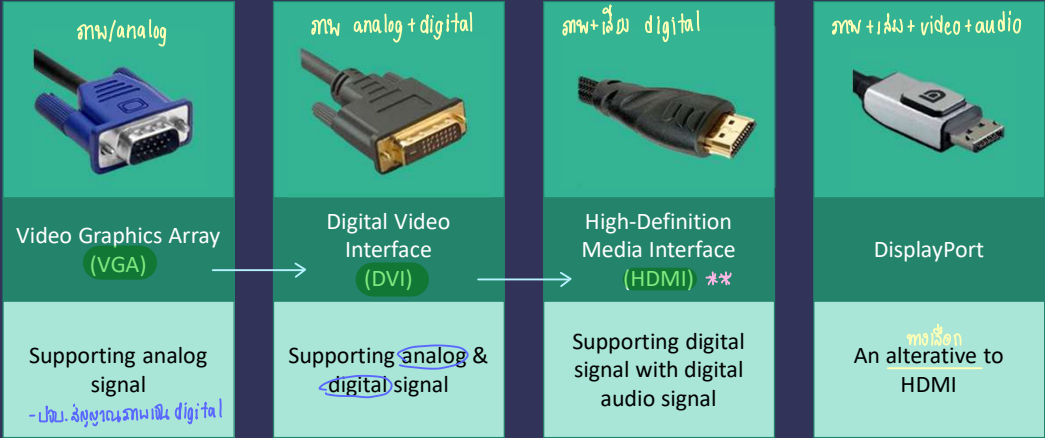 ภาพ/analog
Video Graphics Array
(VGA)
Supporting analog
signal
-ปจบ.สัญญาณภาพเป็น digital
ภาพ analog+digital
Digital Video
Interface
(DVI)
Supporting analog &
digital signal
ภาพ+เสียง digital
High-Definition
Media Interface
(HDMI) **
Supporting digital
signal with digital
audio signal
ภาพ+เสียง+video+audio
DisplayPort
ทางเลือก
An alterative to
HDMI